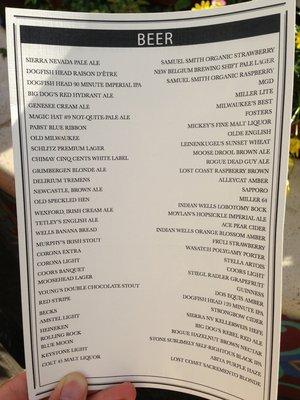 BEER
SIERRA NEVADA PALE ALE
DOGFISH HEAD RAISON D'ÊTRE
DOGFISH HEAD 90 MINUTE IMPERIAL IPA
BIG DOG'S RED HYDRANT ALE
GENESEE CREAM ALE
MAGIC HAT #9 NOT-QUITE-PALE ALE
PABST BLUE RIBBON
OLD MILWAUKEE
SCHLITZ PREMIUM LAGER
CHIMAY CINQ CENTS WHITE LABEL
GRIMBERGEN BLONDE ALE
DELIRIUM TREMENS
NEWCASTLE, BROWN ALE
OLD SPECKLED HEN
WEXFORD, IRISH CREAM ALE
TETLEY'S ENGLISH ALE
WELLS BANANA BREAD
MURPHY'S IRISH STOUT
CORONA EXTRA
CORONA LIGHT
COORS BANQUET
MOOSEHEAD LAGER
YOUNG'S DOUBLE CHOCOLATE STOUT
RED STRIPE
BECKS
AMSTEL LIGHT
HEINEKEN
ROLLING ROCK
BLUE MOON
KEYSTONE LIGHT
COLT 45 MALT LIQUOR
SAMUEL SMITH ORGANIC STRAWBERRY
NEW BELGIUM BREWING SHIFT PALE LAGER
SAMUEL SMITH ORGANIC RASPBERRY
MGD
MILLER LITE
MILWAUKEE'S BEST
FOSTERS
MICKEY'S FINE MALT LIQUOR
OLDE ENGLISH
LEINENKUGEL'S SUNSET WHEAT
MOOSE DROOL BROWN ALE
ROGUE DEAD GUY ALE
LOST COAST RASPBERRY BROWN
ALLEYCAT AMBER
SAPPORO
MILLER 64
INDIAN WELLS LOBOTOMY BOCK
MOYLAN'S HOPSICKLE IMPERIAL ALE
ACE PEAR CIDER
INDIAN WELLS ORANGE BLOSSOM AMBER
FRULI STRAWBERRY
WASATCH POLYGAMY PORTER
STELLA ARTOIS
COORS LIGHT
STIEGL RADLER GRAPEFRUIT
GUINNESS
DOS EQUIS AMBER
DOGFISH HEAD 120 MINUTE IPA
STRONGBOW CIDER
SIERRA NV KELLERWEIS HEFE
BIG DOG'S REBEL RED ALE
ROGUE HAZELNUT BROWN NECTAR
STONE SUBLIMELY SELF-RIGHTIOUS BLACK IPA
ABITA PURPLE HAZE
LOST COAST SACREMIENTO BLONDE